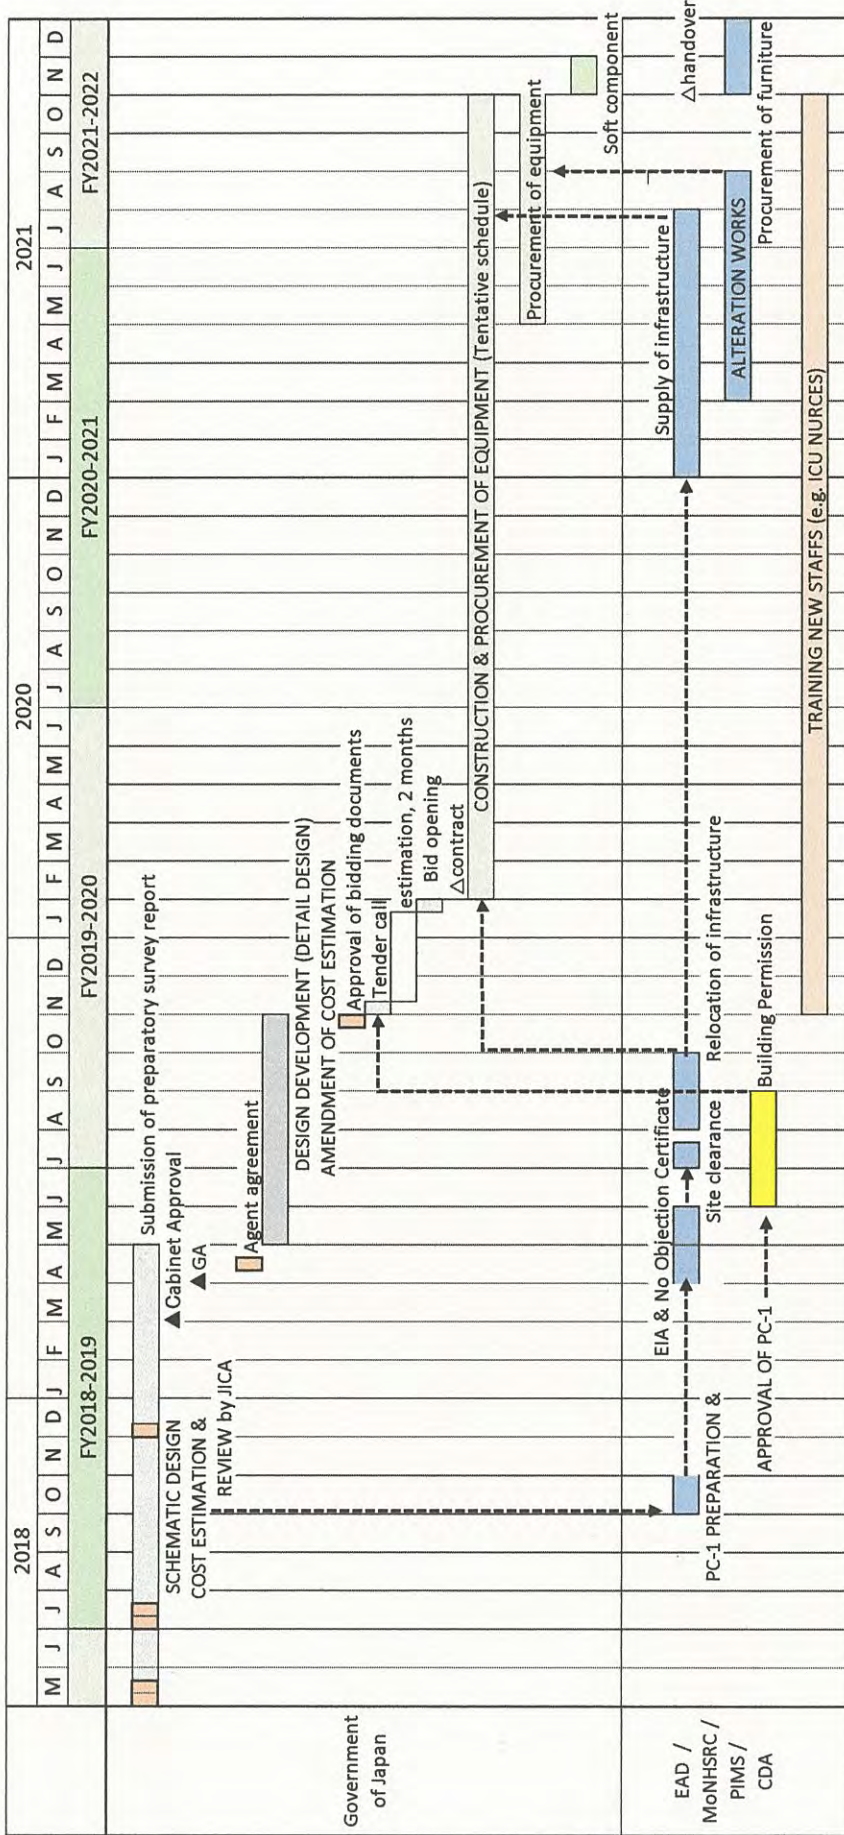 2018 2019 2020 2021
M J J A S O N D J F M A M J J A S O N D J F M A M J J A S O N D J F M A M J J A S O N D
FY2018-2019 FY2019-2020 FY2020-2021 FY2021-2022
Government
of Japan
Submission of preparatory survey report
SCHEMATIC DESIGN
COST ESTIMATION &
REVIEW by JICA
▲Cabinet Approval
▲GA
Agent agreement
DESIGN DEVELOPMENT (DETAIL DESIGN)
AMENDMENT OF COST ESTIMATION
Approval of bidding documents
Tender call
estimation, 2 months
Bid opening
△contract
CONSTRUCTION & PROCUREMENT OF EQUIPMENT (Tentative schedule)
Procurement of equipment
Soft component
EAD /
MoNHSRC /
PIMS /
CDA
PC-1 PREPARATION &
APPROVAL OF PC-1
EIA & No Objection Certificate
Site clearance
Relocation of infrastructure
Building Permission
Supply of infrastructure
ALTERATION WORKS
△handover
Procurement of furniture
TRAINING NEW STAFFS (e.g. ICU NURCES)